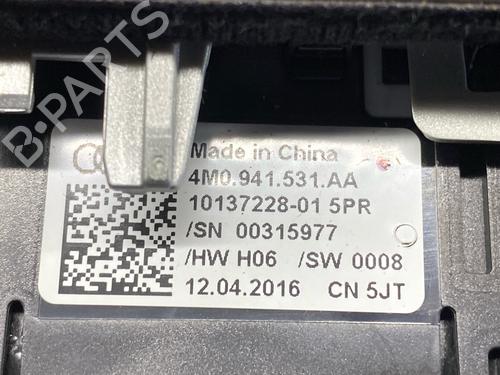 B-PARTS
Made in China
4M0.941.531.AA
10137228-01 5PR
/SN 00315977
/HW H06 /SW 0008
12.04.2016 CN 5JT